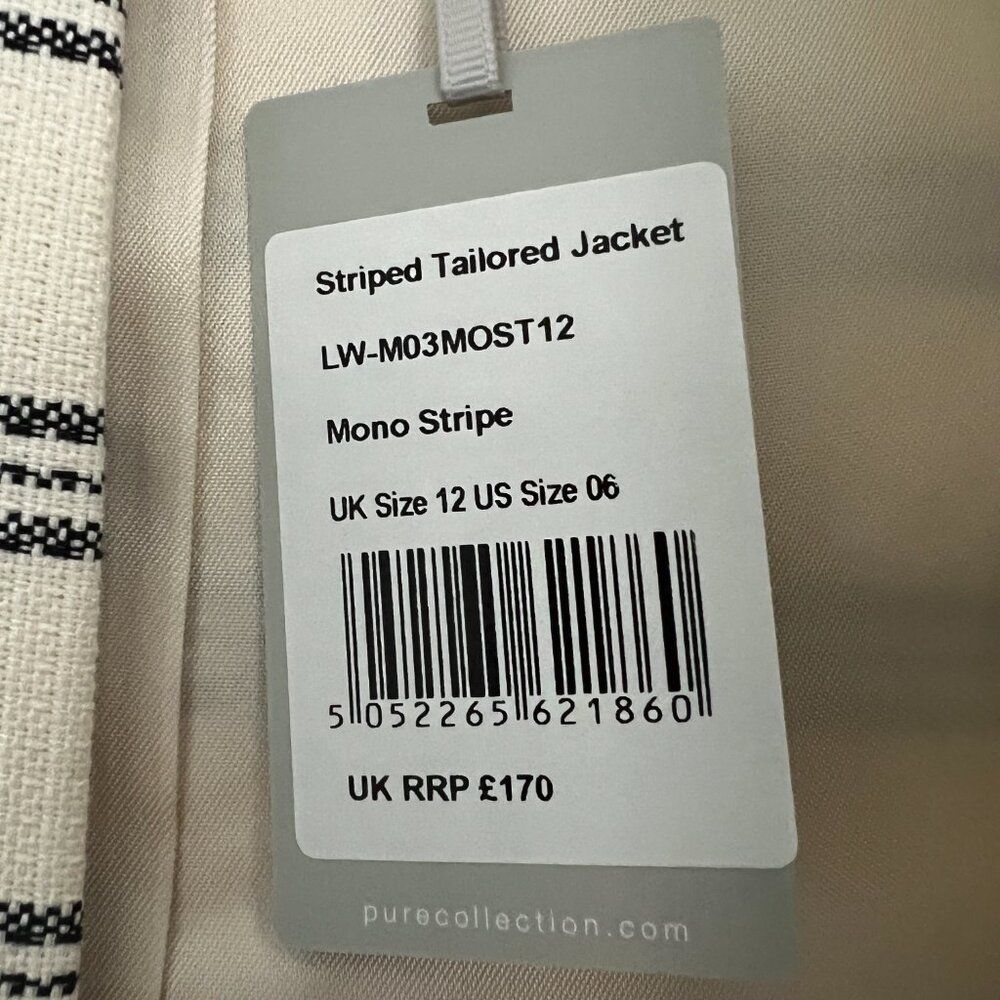 Striped Tailored Jacket
LW-M03MOST12
Mono Stripe
UK Size 12 US Size 06
5 052265 621860
UK RRP £170
purecollection.com